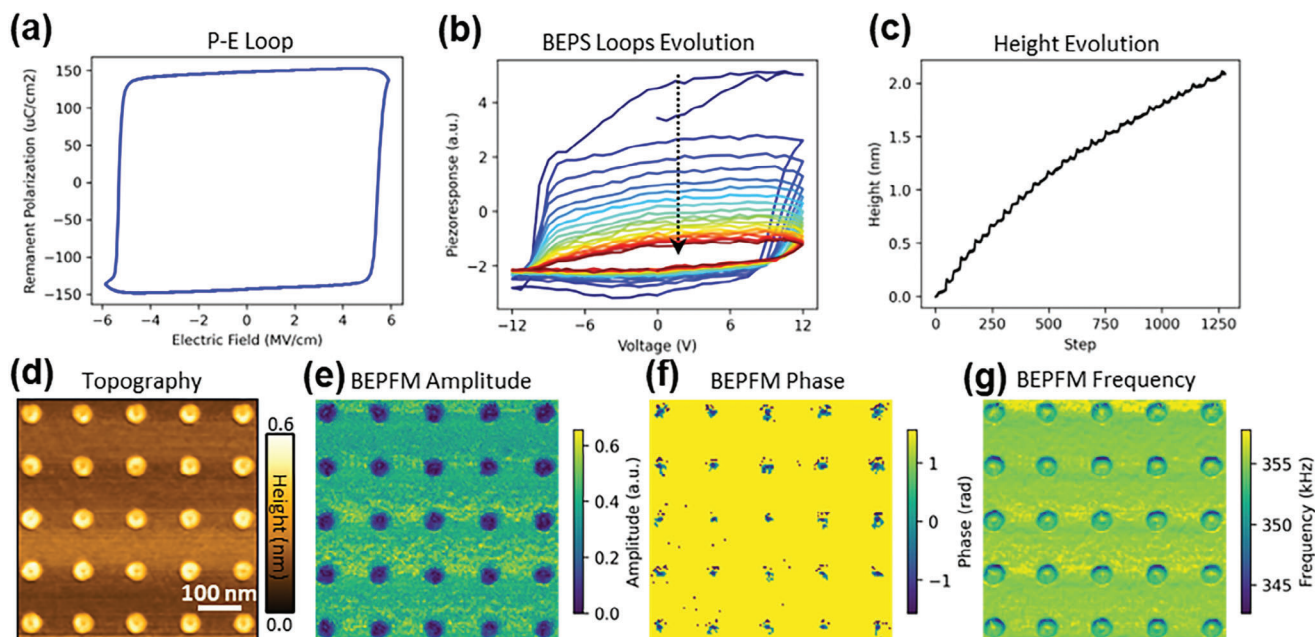 (a)
P-E Loop
Remanent Polarization (uC/cm2)
150
100
50
0
−50
−100
−150
−6
−4
−2
0
2
4
6
Electric Field (MV/cm)
(b)
BEPS Loops Evolution
Piezoresponse (a.u.)
4
2
0
−2
−12
−6
0
6
12
Voltage (V)
(c)
Height Evolution
Height (nm)
2.0
1.5
1.0
0.5
0.0
0
250
500
750
1000
1250
Step
(d)
Topography
100 nm
0.6
Height (nm)
0.0
(e)
BEPFM Amplitude
0.6
0.4
0.2
0.0
Amplitude (a.u.)
(f)
BEPFM Phase
1
0
−1
Phase (rad)
(g)
BEPFM Frequency
355
350
345
Frequency (kHz)